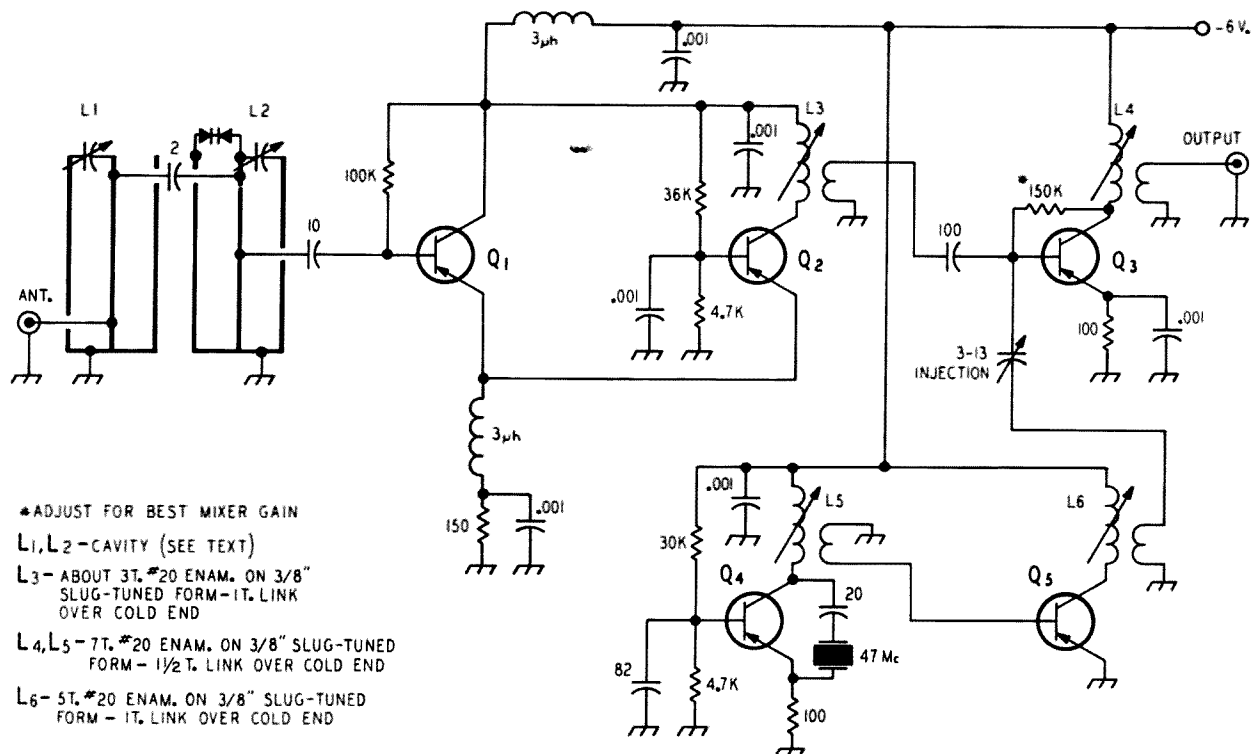 3µh
-6 V.
.001
L1
L2
2
L3
L4
.001
OUTPUT
100K
36K
*150K
10
100
Q1
Q2
Q3
ANT.
.001
4.7K
100
.001
3-13
INJECTION
3µh
.001
L5
L6
150
.001
30K
Q4
Q5
20
47 Mc
82
4.7K
100
*ADJUST FOR BEST MIXER GAIN
L1, L2 - CAVITY (SEE TEXT)
L3 - ABOUT 3T. #20 ENAM. ON 3/8"
SLUG-TUNED FORM-1T. LINK
OVER COLD END
L4, L5 - 7T. #20 ENAM. ON 3/8" SLUG-TUNED
FORM - 1½ T. LINK OVER COLD END
L6 - 5T. #20 ENAM. ON 3/8" SLUG-TUNED
FORM - 1T. LINK OVER COLD END